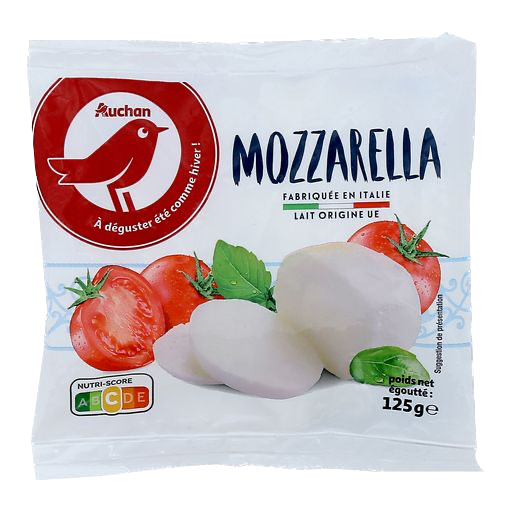 Auchan
À déguster été comme hiver !
MOZZARELLA
FABRIQUÉE EN ITALIE
LAIT ORIGINE UE
Suggestion de présentation
NUTRI-SCORE
A B C D E
poids net
égoutté :
125g℮